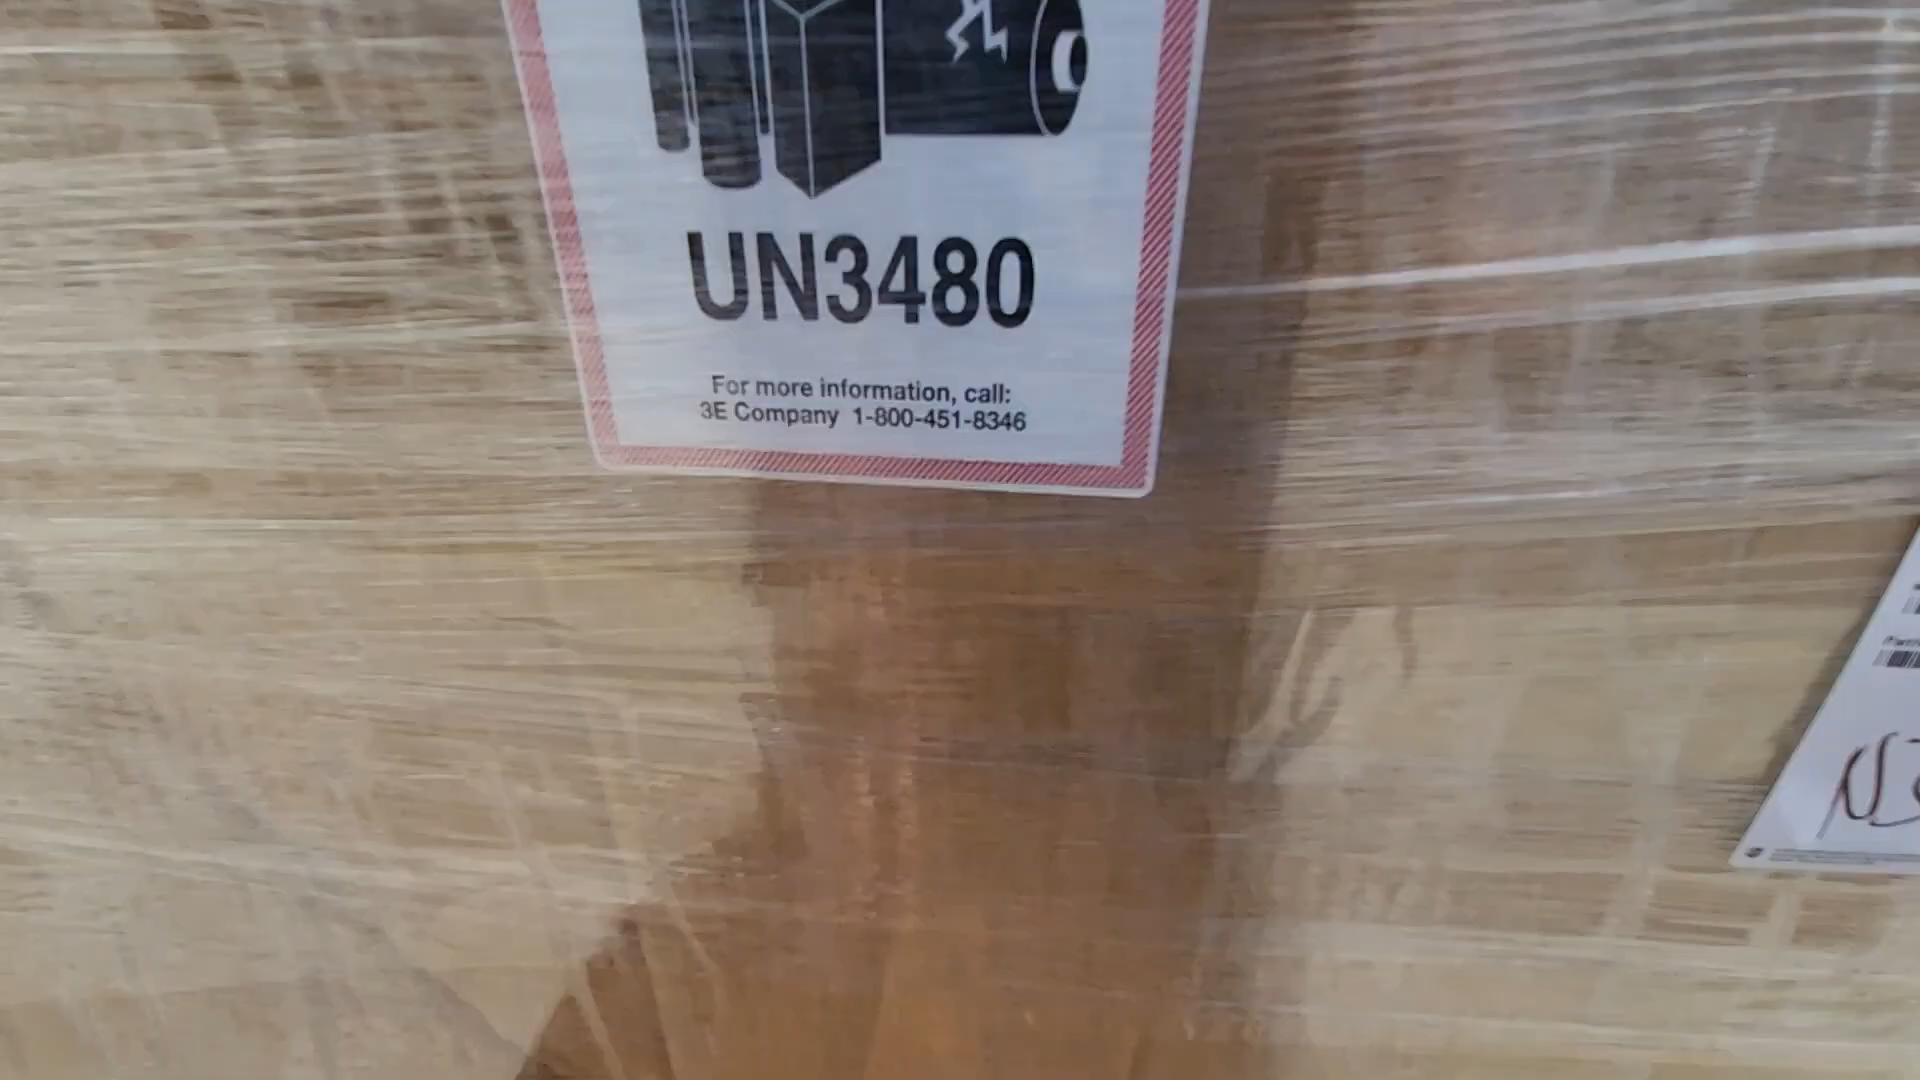 UN3480
For more information, call:
3E Company 1-800-451-8346